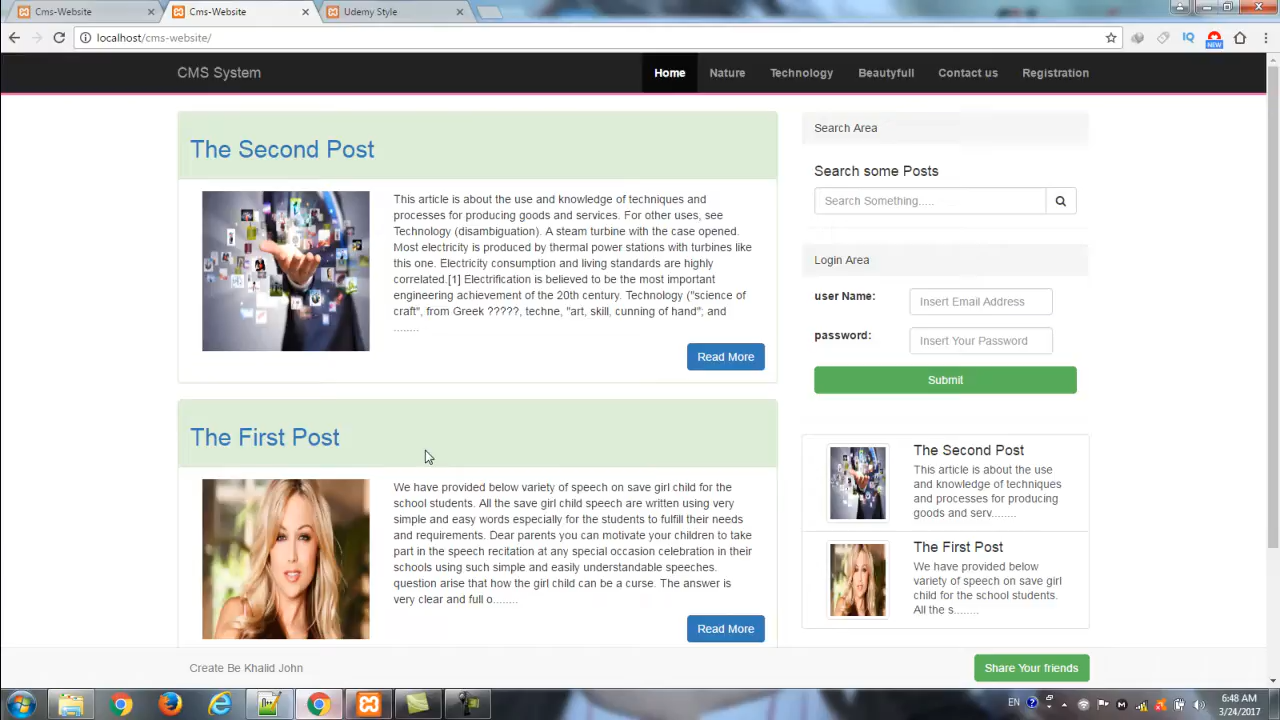 Cms-Website
Cms-Website
Udemy Style
localhost/cms-website/
IQ
NEW
CMS System
Home
Nature
Technology
Beautyfull
Contact us
Registration
The Second Post
This article is about the use and knowledge of techniques and
processes for producing goods and services. For other uses, see
Technology (disambiguation). A steam turbine with the case opened.
Most electricity is produced by thermal power stations with turbines like
this one. Electricity consumption and living standards are highly
correlated.[1] Electrification is believed to be the most important
engineering achievement of the 20th century. Technology ("science of
craft", from Greek ?????, techne, "art, skill, cunning of hand"; and
........
Read More
The First Post
We have provided below variety of speech on save girl child for the
school students. All the save girl child speech are written using very
simple and easy words especially for the students to fulfill their needs
and requirements. Dear parents you can motivate your children to take
part in the speech recitation at any special occasion celebration in their
schools using such simple and easily understandable speeches.
question arise that how the girl child can be a curse. The answer is
very clear and full o........
Read More
Search Area
Search some Posts
Search Something.....
Login Area
user Name:
Insert Email Address
password:
Insert Your Password
Submit
The Second Post
This article is about the use
and knowledge of techniques
and processes for producing
goods and serv........
The First Post
We have provided below
variety of speech on save girl
child for the school students.
All the s........
Create Be Khalid John
Share Your friends
EN
6:48 AM
3/24/2017